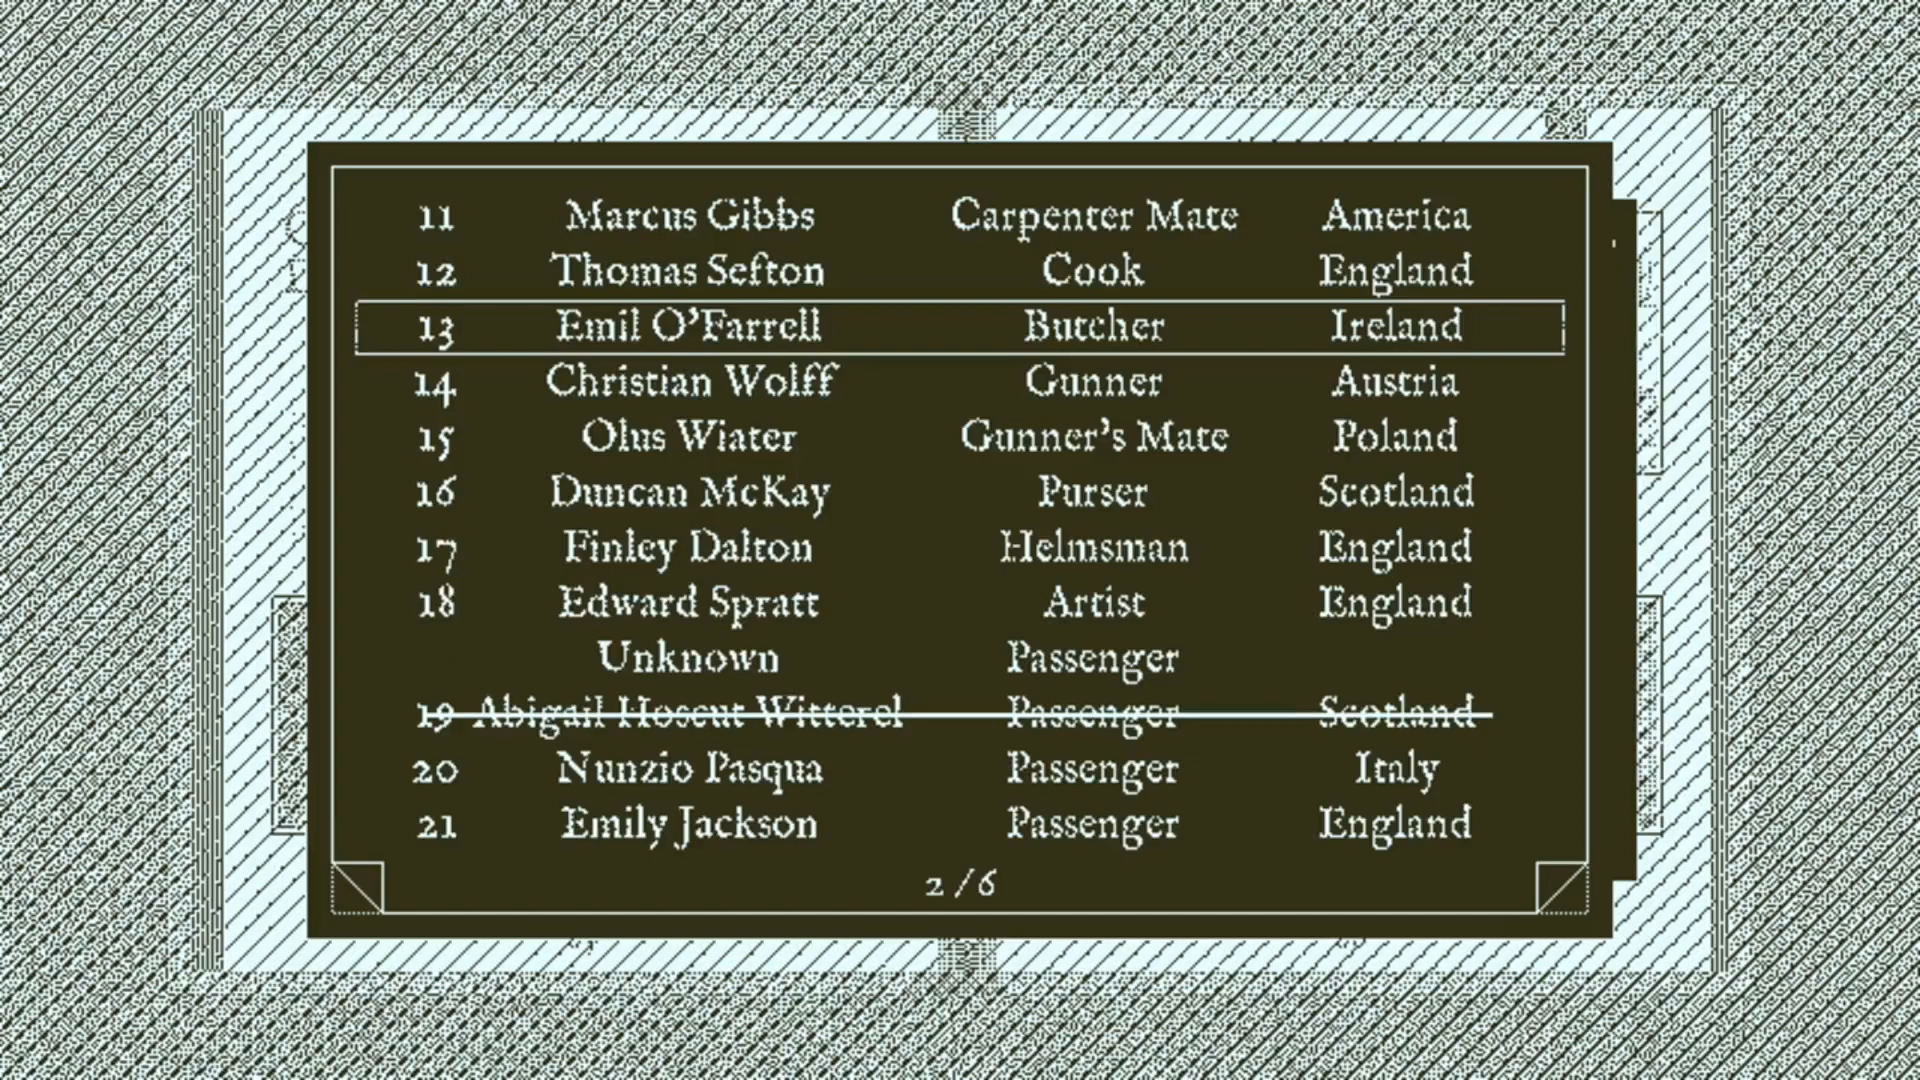 11 Marcus Gibbs Carpenter Mate America
12 Thomas Sefton Cook England
13 Emil O'Farrell Butcher Ireland
14 Christian Wolff Gunner Austria
15 Olus Wiater Gunner's Mate Poland
16 Duncan McKay Purser Scotland
17 Finley Dalton Helmsman England
18 Edward Spratt Artist England
Unknown Passenger
19 Abigail Hoscut Witterel Passenger Scotland
20 Nunzio Pasqua Passenger Italy
21 Emily Jackson Passenger England
2/6